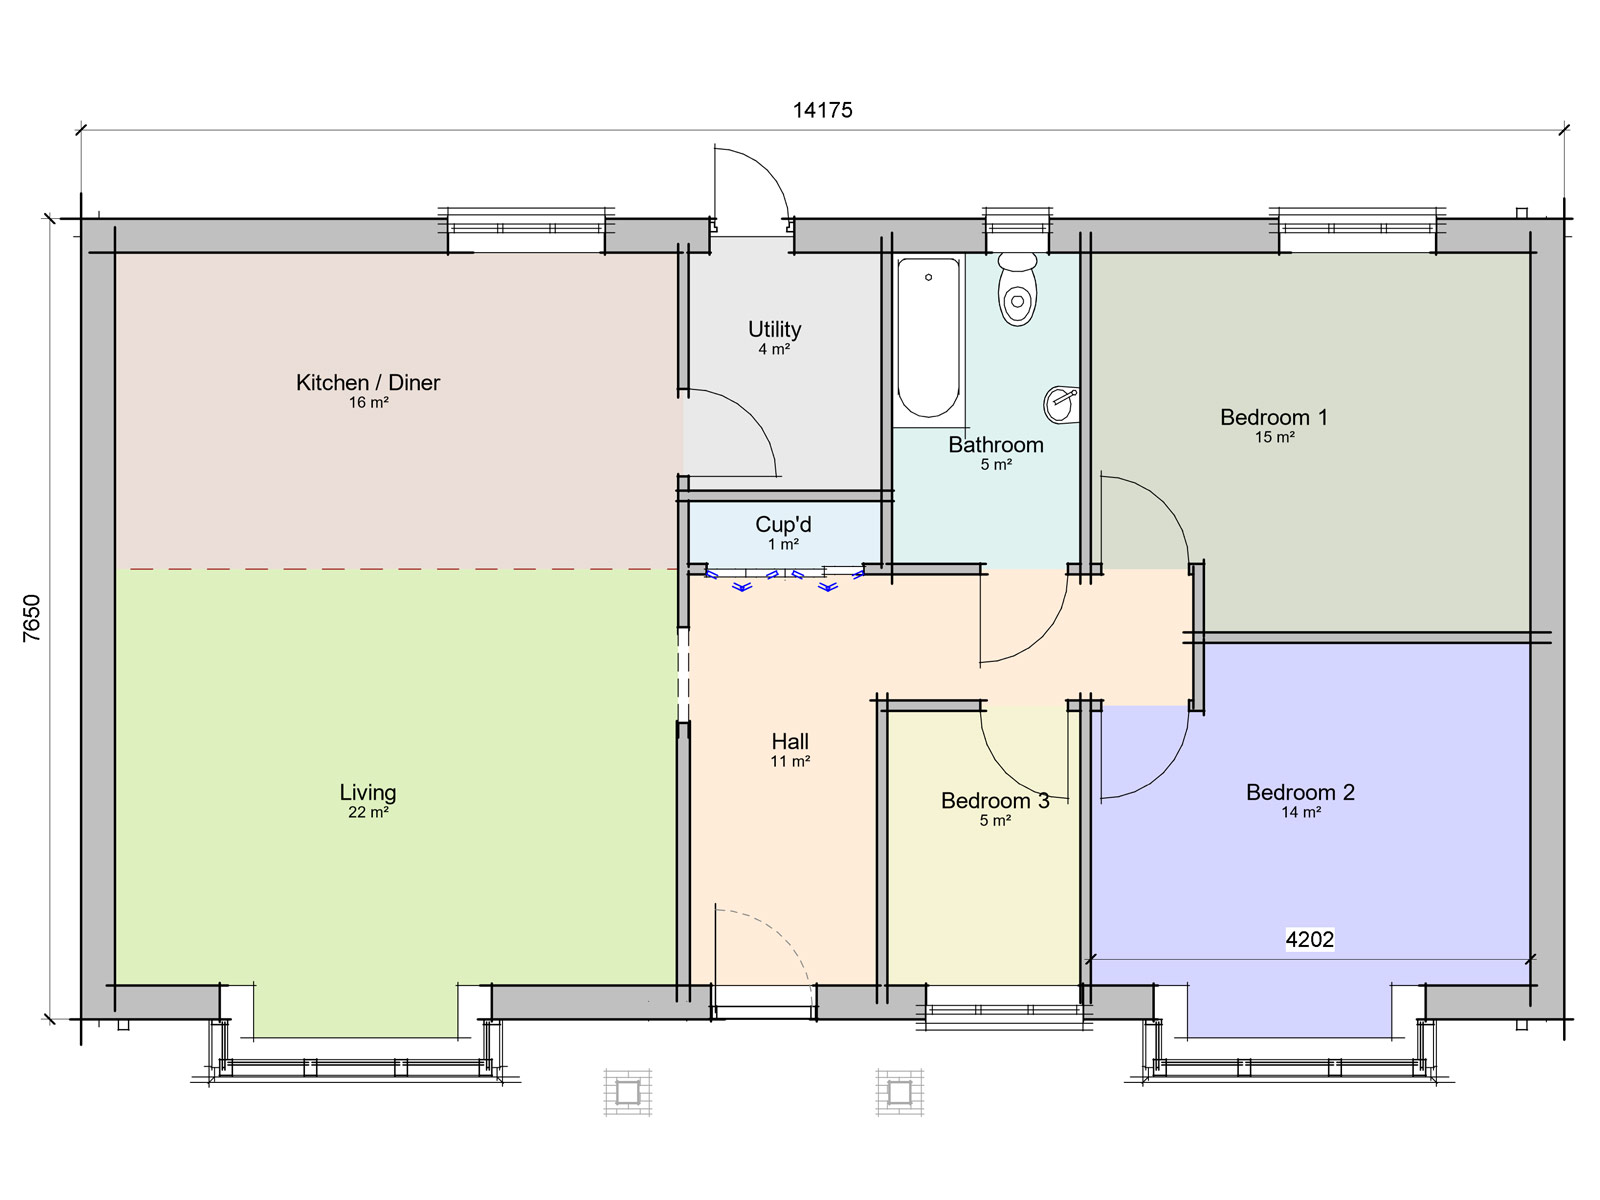 14175
7650
Kitchen / Diner
16 m²
Utility
4 m²
Bathroom
5 m²
Bedroom 1
15 m²
Cup'd
1 m²
Living
22 m²
Hall
11 m²
Bedroom 3
5 m²
Bedroom 2
14 m²
4202